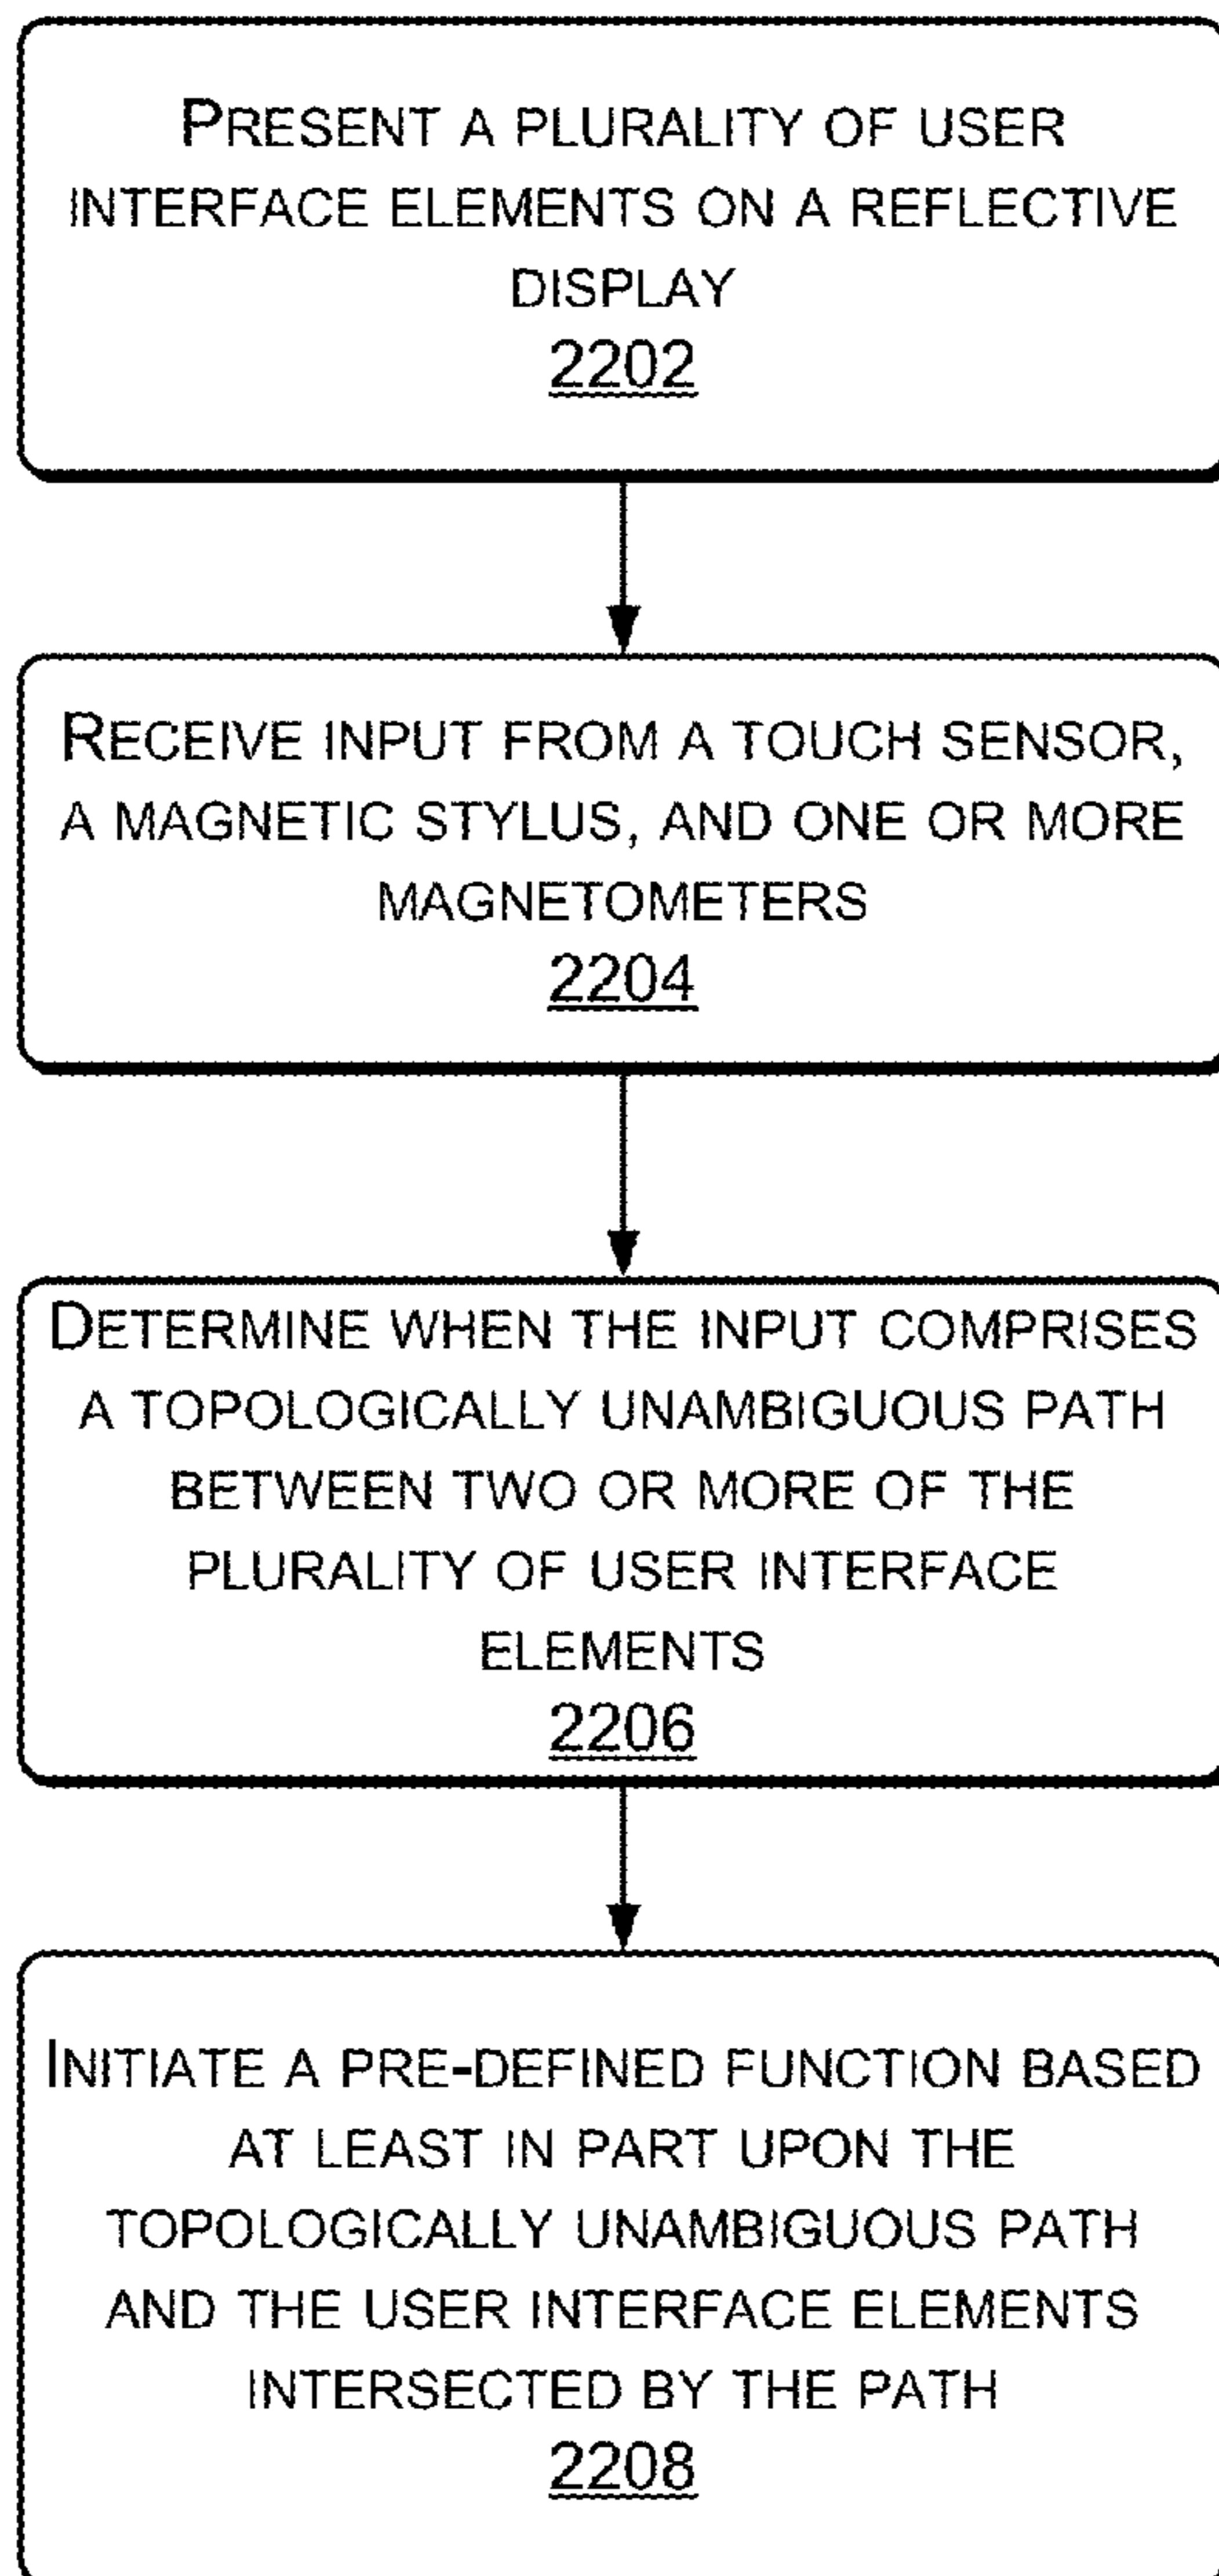 PRESENT A PLURALITY OF USER
INTERFACE ELEMENTS ON A REFLECTIVE
DISPLAY
2202
RECEIVE INPUT FROM A TOUCH SENSOR,
A MAGNETIC STYLUS, AND ONE OR MORE
MAGNETOMETERS
2204
DETERMINE WHEN THE INPUT COMPRISES
A TOPOLOGICALLY UNAMBIGUOUS PATH
BETWEEN TWO OR MORE OF THE
PLURALITY OF USER INTERFACE
ELEMENTS
2206
INITIATE A PRE-DEFINED FUNCTION BASED
AT LEAST IN PART UPON THE
TOPOLOGICALLY UNAMBIGUOUS PATH
AND THE USER INTERFACE ELEMENTS
INTERSECTED BY THE PATH
2208